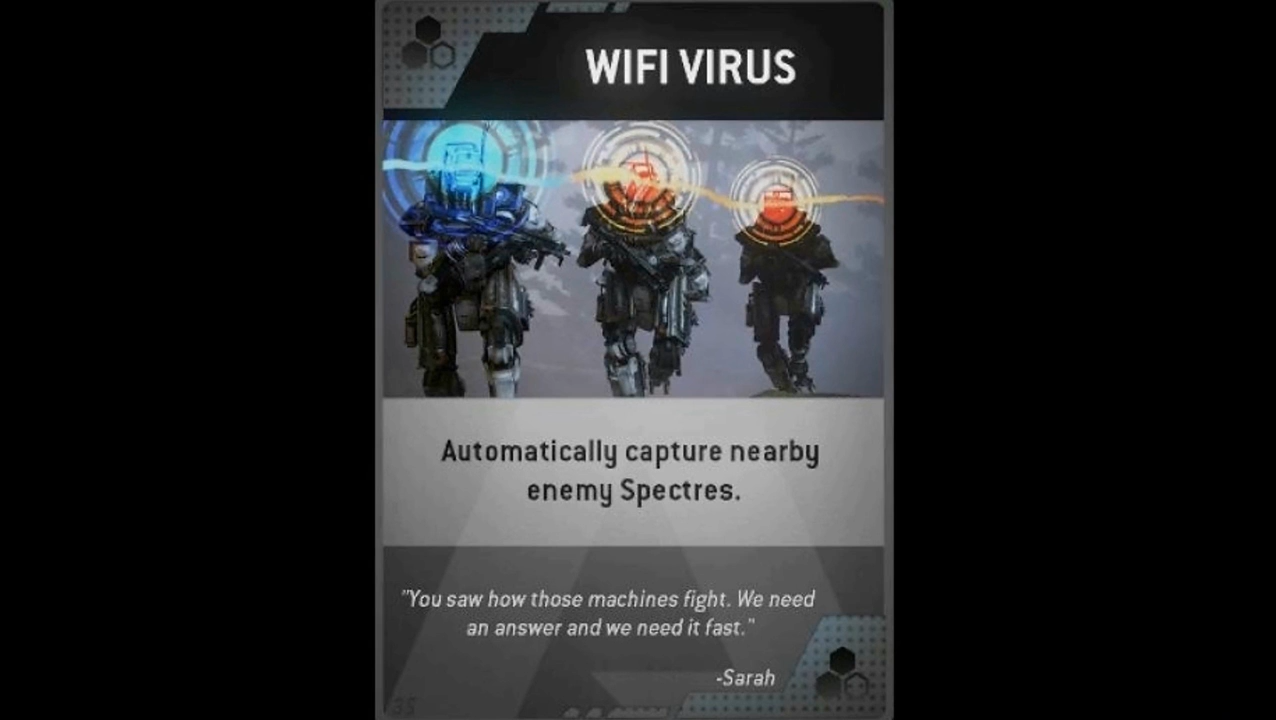 WIFI VIRUS
Automatically capture nearby
enemy Spectres.
"You saw how those machines fight. We need
an answer and we need it fast."
-Sarah
35